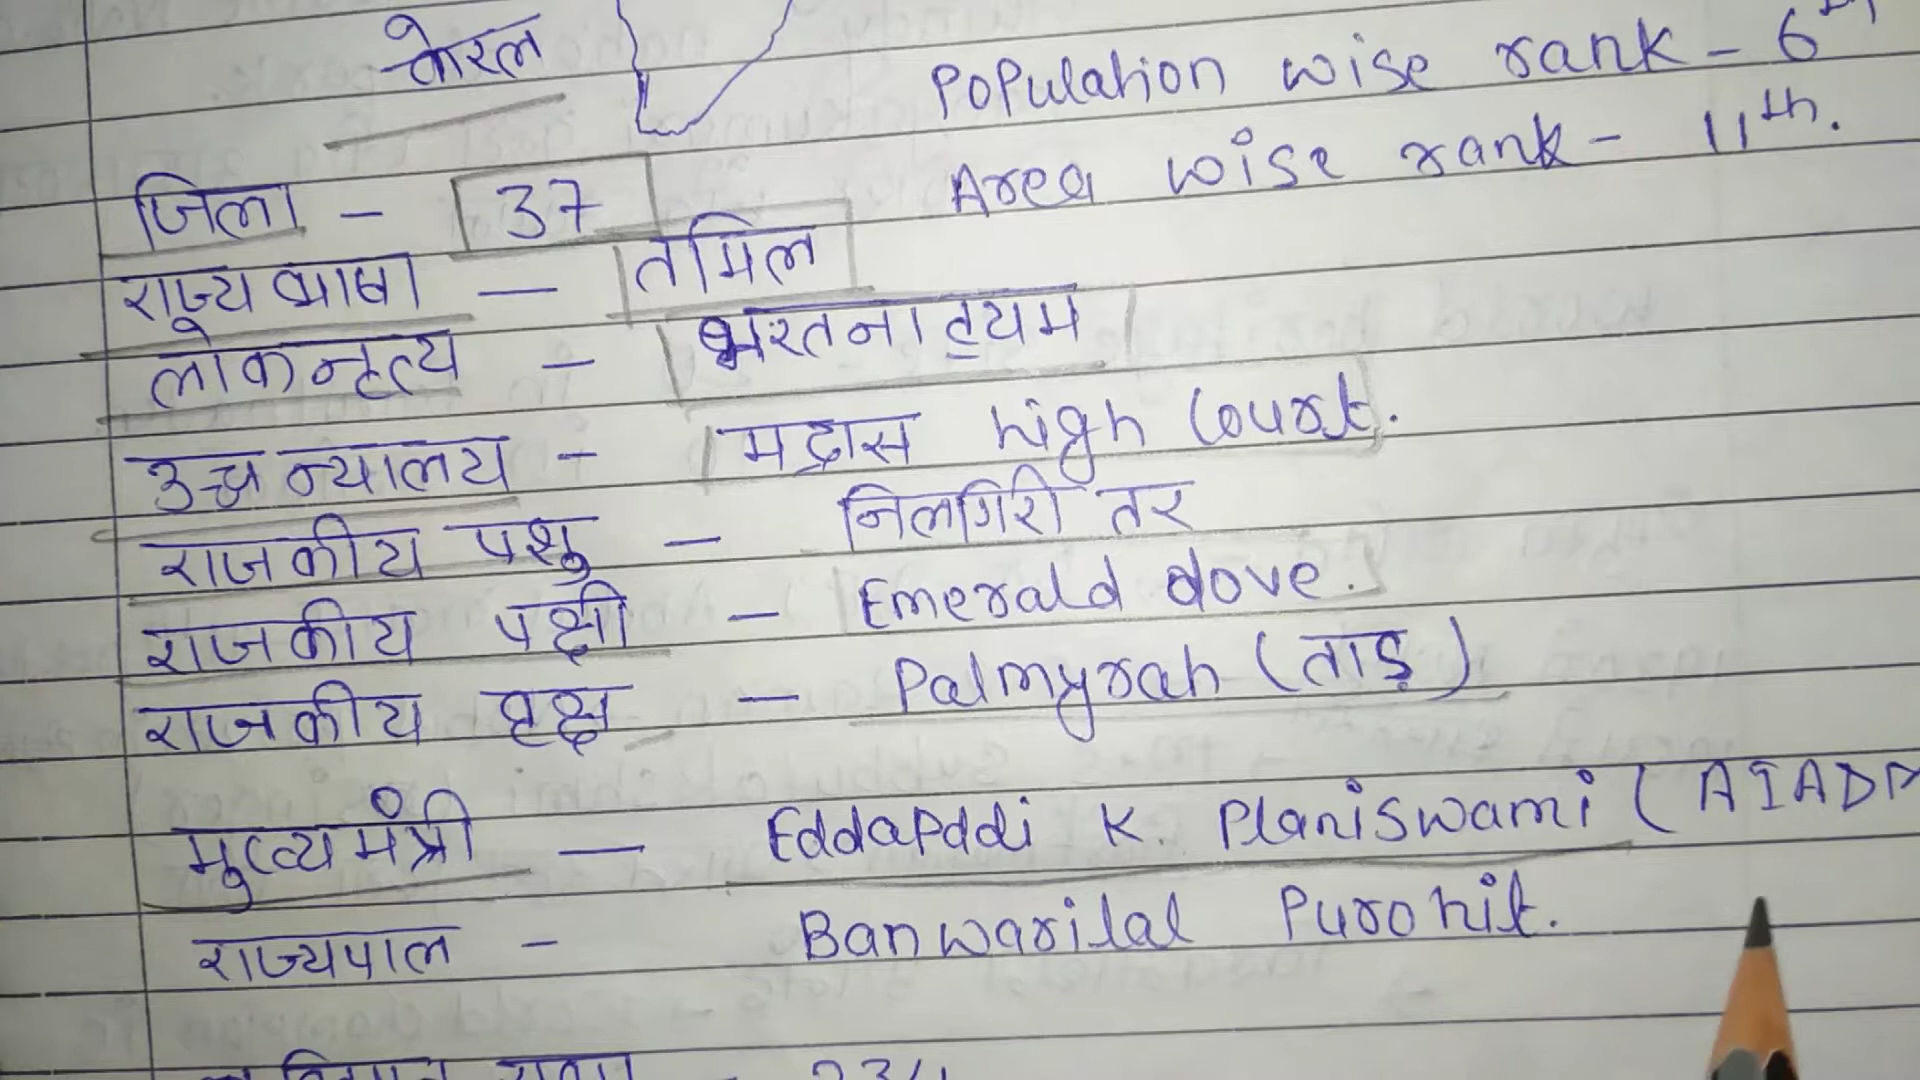 केरल
Population wise rank - 6th
Area wise rank - 11th.
जिला - 37
राज्य भाषा - तमिल
लोकनृत्य - भरतनाट्यम
उच्च न्यालय - मद्रास high Court.
राजकीय पशु - निलगिरी तर
राजकीय पक्षी - Emerald dove.
राजकीय वृक्ष - Palmyrah (ताड़)
मुख्यमंत्री - Eddapddi K. Planiswami (AIADM
राज्यपाल - Banwarilal Purohit.
- 234